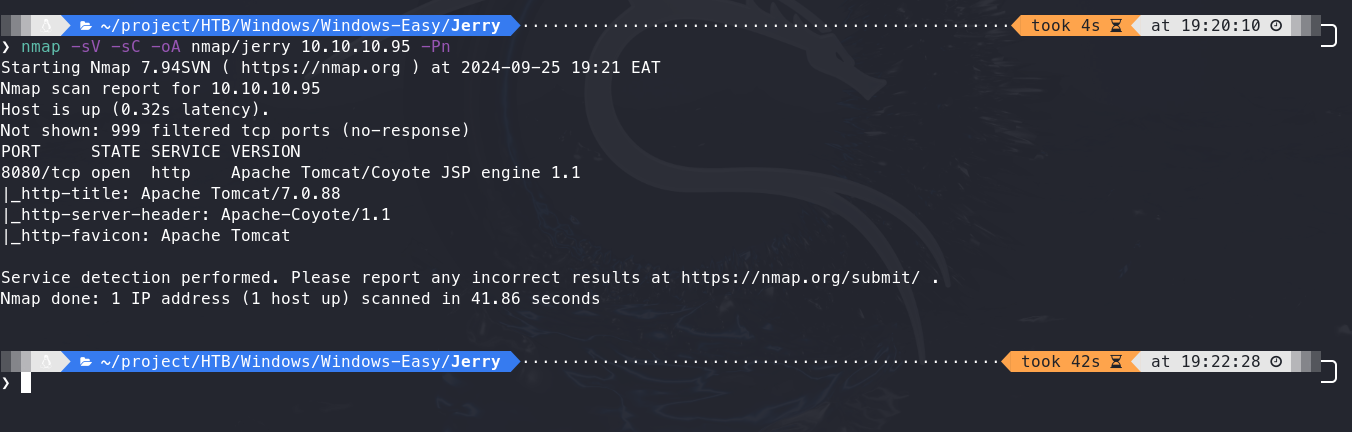 ~/project/HTB/Windows/Windows-Easy/Jerry took 4s at 19:20:10
❯ nmap -sV -sC -oA nmap/jerry 10.10.10.95 -Pn
Starting Nmap 7.94SVN ( https://nmap.org ) at 2024-09-25 19:21 EAT
Nmap scan report for 10.10.10.95
Host is up (0.32s latency).
Not shown: 999 filtered tcp ports (no-response)
PORT     STATE SERVICE VERSION
8080/tcp open  http    Apache Tomcat/Coyote JSP engine 1.1
|_http-title: Apache Tomcat/7.0.88
|_http-server-header: Apache-Coyote/1.1
|_http-favicon: Apache Tomcat
Service detection performed. Please report any incorrect results at https://nmap.org/submit/ .
Nmap done: 1 IP address (1 host up) scanned in 41.86 seconds
~/project/HTB/Windows/Windows-Easy/Jerry took 42s at 19:22:28
❯